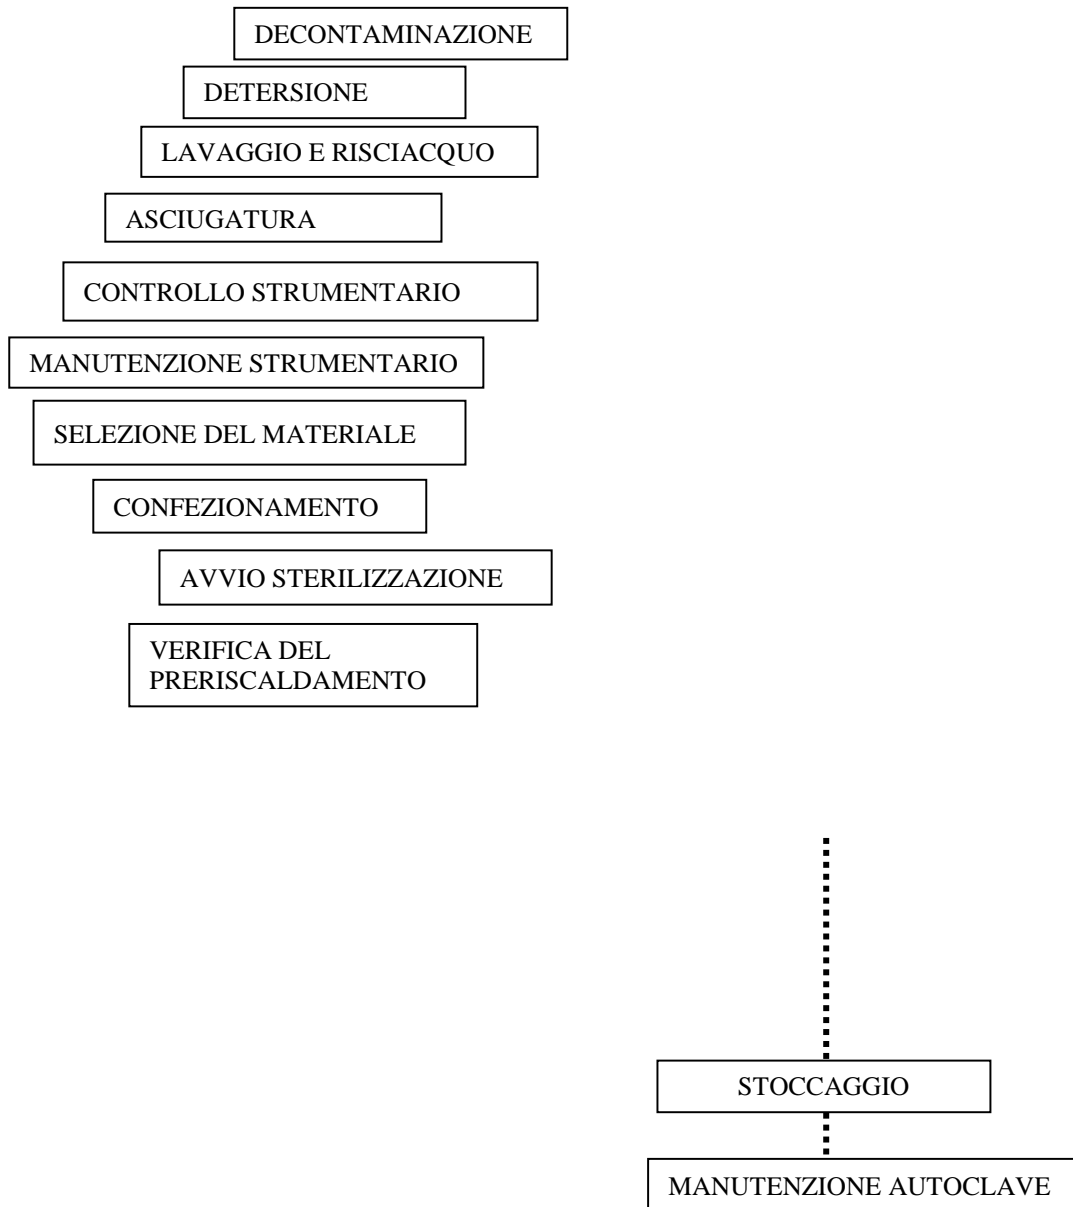 DECONTAMINAZIONE
DETERSIONE
LAVAGGIO E RISCIACQUO
ASCIUGATURA
CONTROLLO STRUMENTARIO
MANUTENZIONE STRUMENTARIO
SELEZIONE DEL MATERIALE
CONFEZIONAMENTO
AVVIO STERILIZZAZIONE
VERIFICA DEL
PRERISCALDAMENTO
STOCCAGGIO
MANUTENZIONE AUTOCLAVE